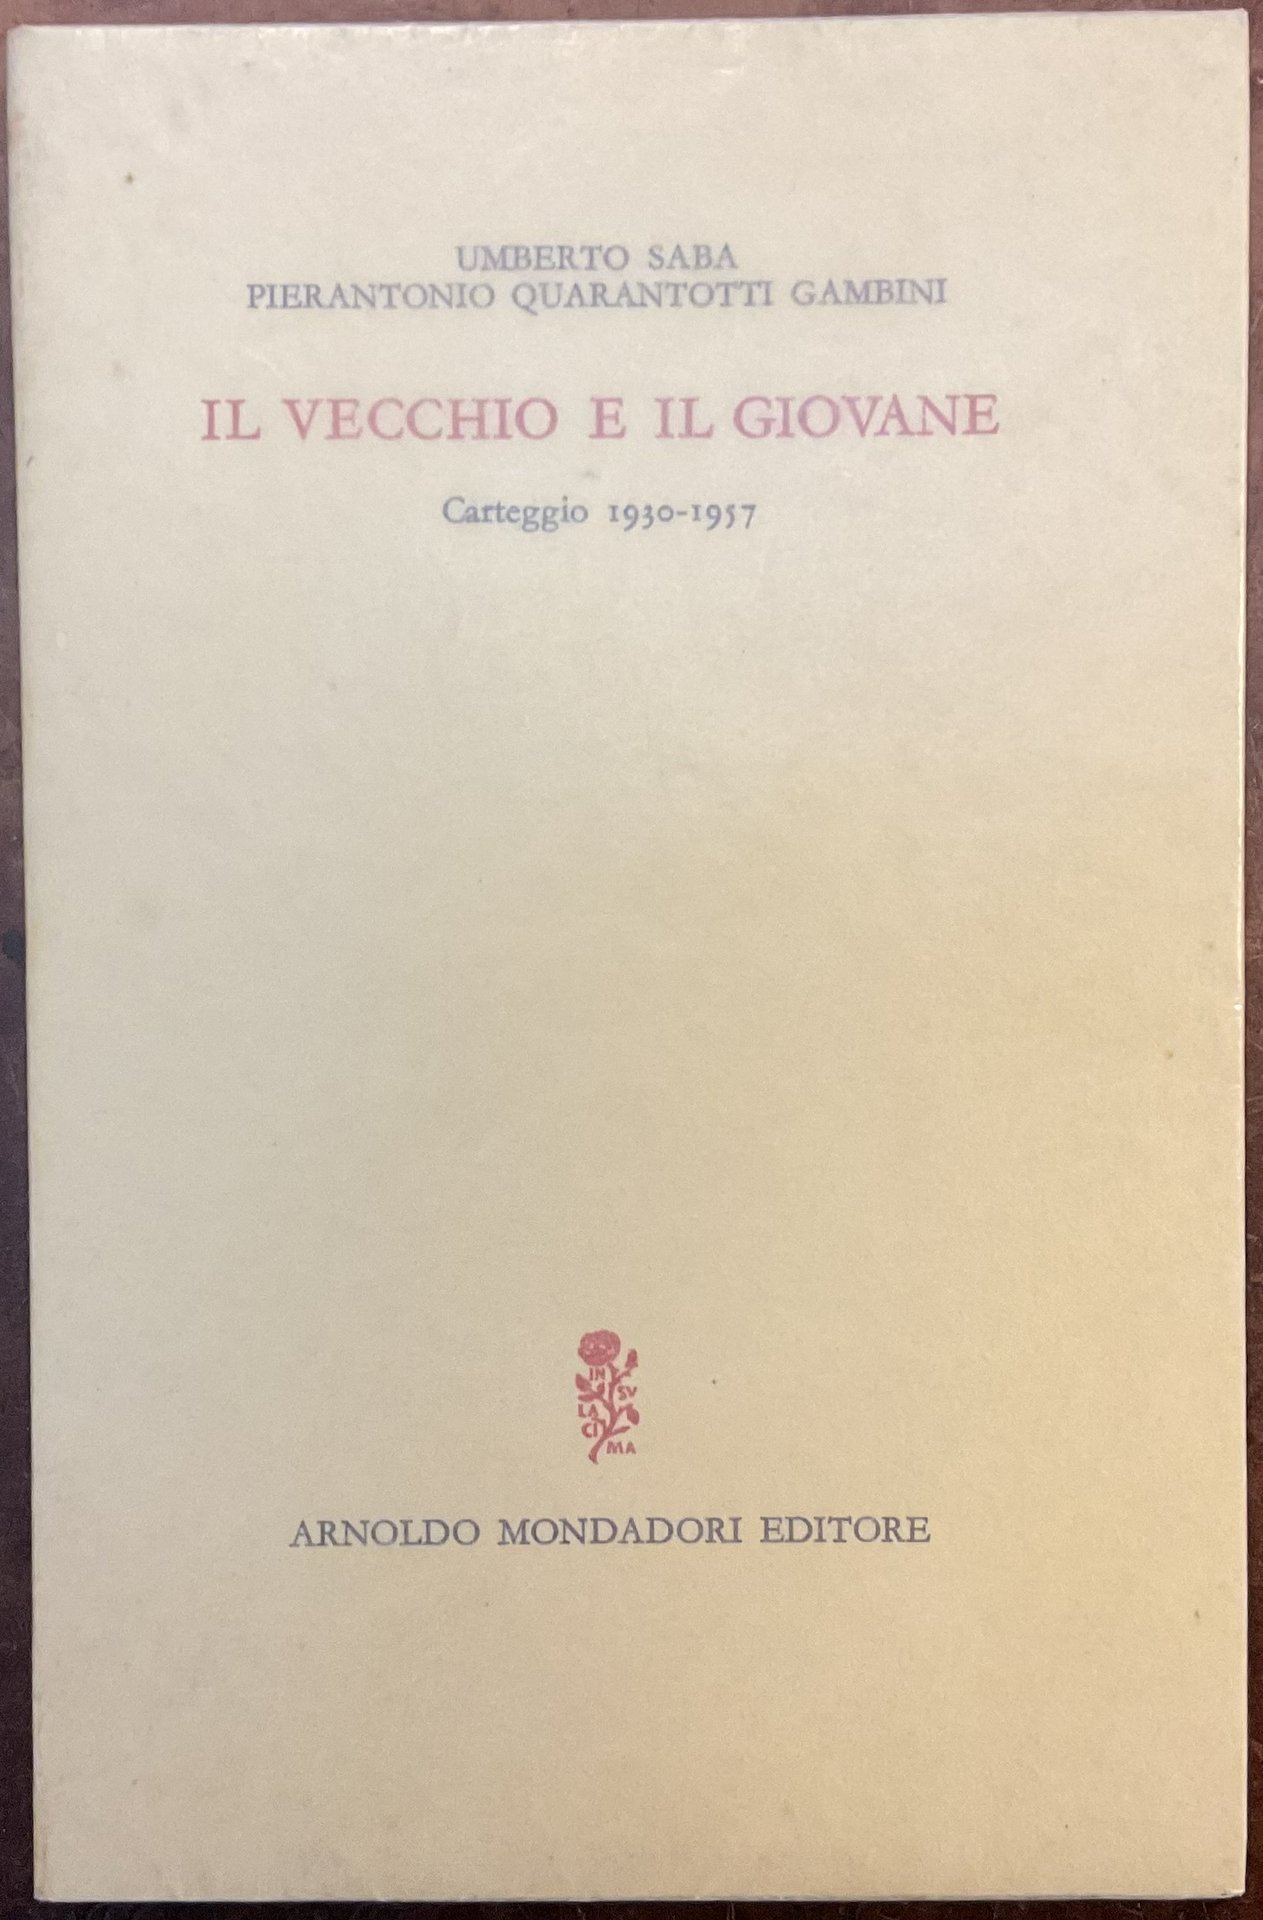 UMBERTO SABA
PIERANTONIO QUARANTOTTI GAMBINI
IL VECCHIO E IL GIOVANE
Carteggio 1930-1957
IN
SV
LA
CI
MA
ARNOLDO MONDADORI EDITORE